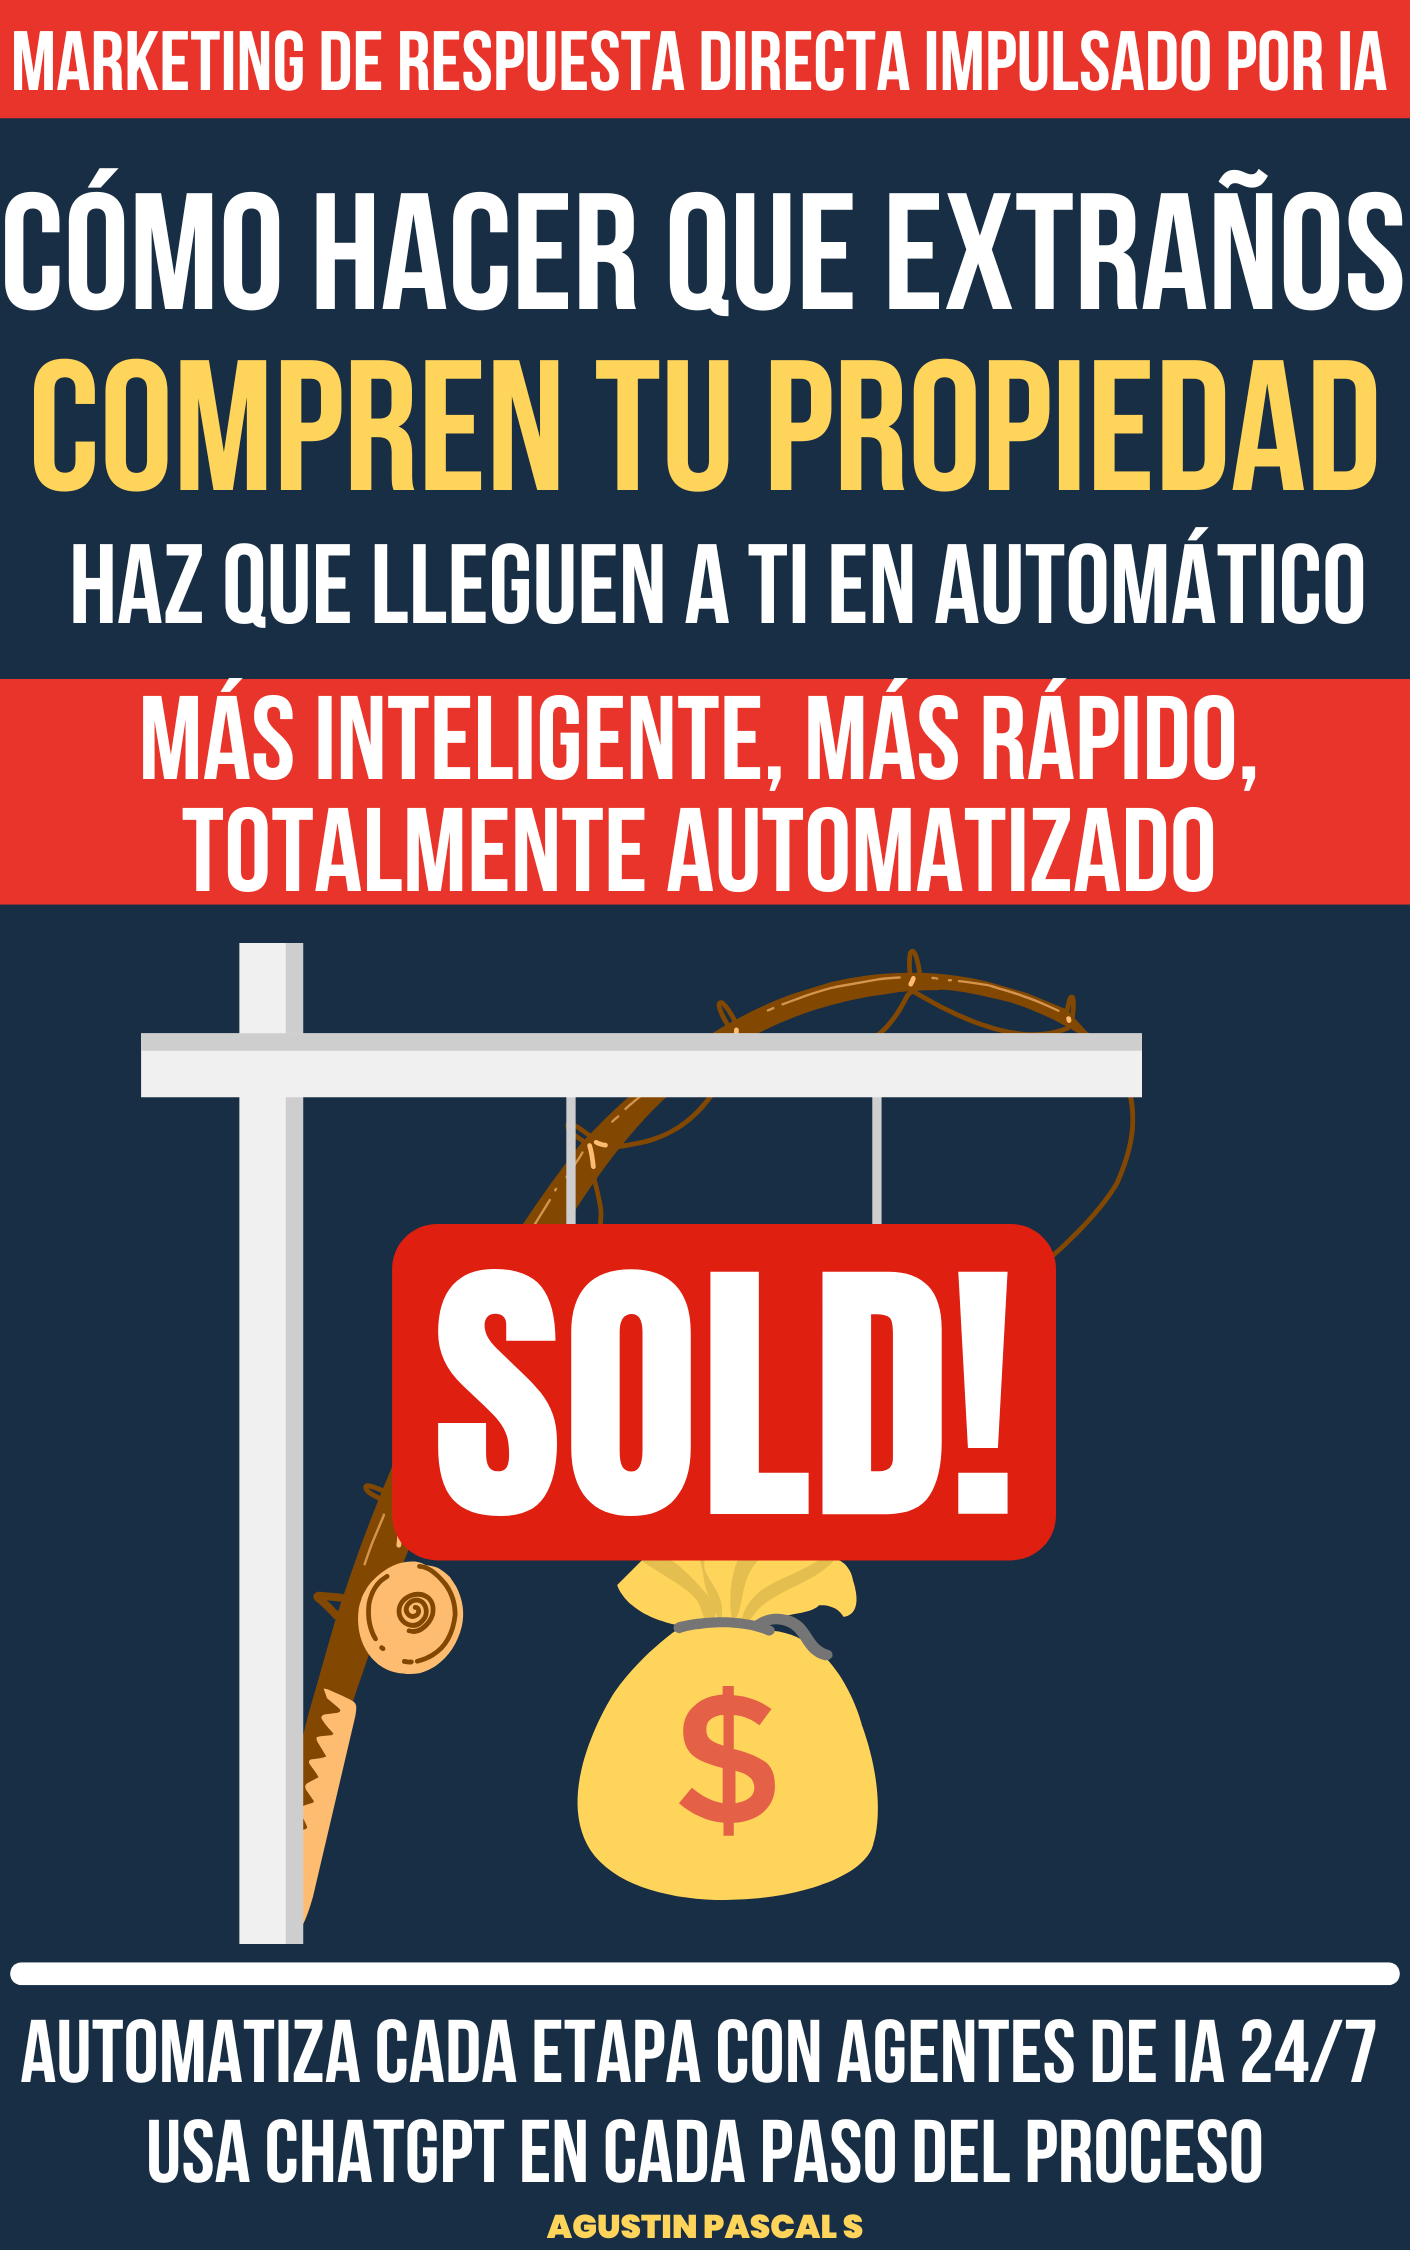 MARKETING DE RESPUESTA DIRECTA IMPULSADO POR IA
CÓMO HACER QUE EXTRAÑOS
COMPREN TU PROPIEDAD
HAZ QUE LLEGUEN A TI EN AUTOMÁTICO
MÁS INTELIGENTE, MÁS RÁPIDO,
TOTALMENTE AUTOMATIZADO
SOLD!
$
AUTOMATIZA CADA ETAPA CON AGENTES DE IA 24/7
USA CHATGPT EN CADA PASO DEL PROCESO
AGUSTIN PASCAL S